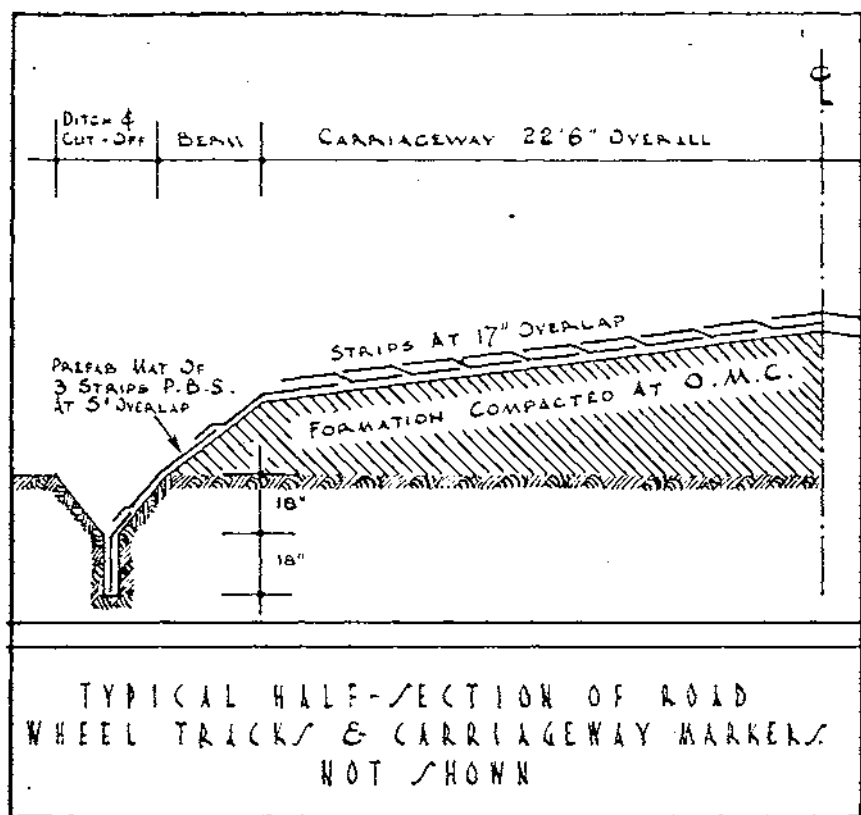 ℄
DITCH &
CUT-OFF
BERM
CARRIAGEWAY 22'6" OVERALL
STRIPS AT 17" OVERLAP
PREFAB MAT OF
3 STRIPS P.B.S.
AT 5" OVERLAP
FORMATION COMPACTED AT O.M.C.
18"
18"
TYPICAL HALF-SECTION OF ROAD
WHEEL TRACKS & CARRIAGEWAY MARKERS
NOT SHOWN